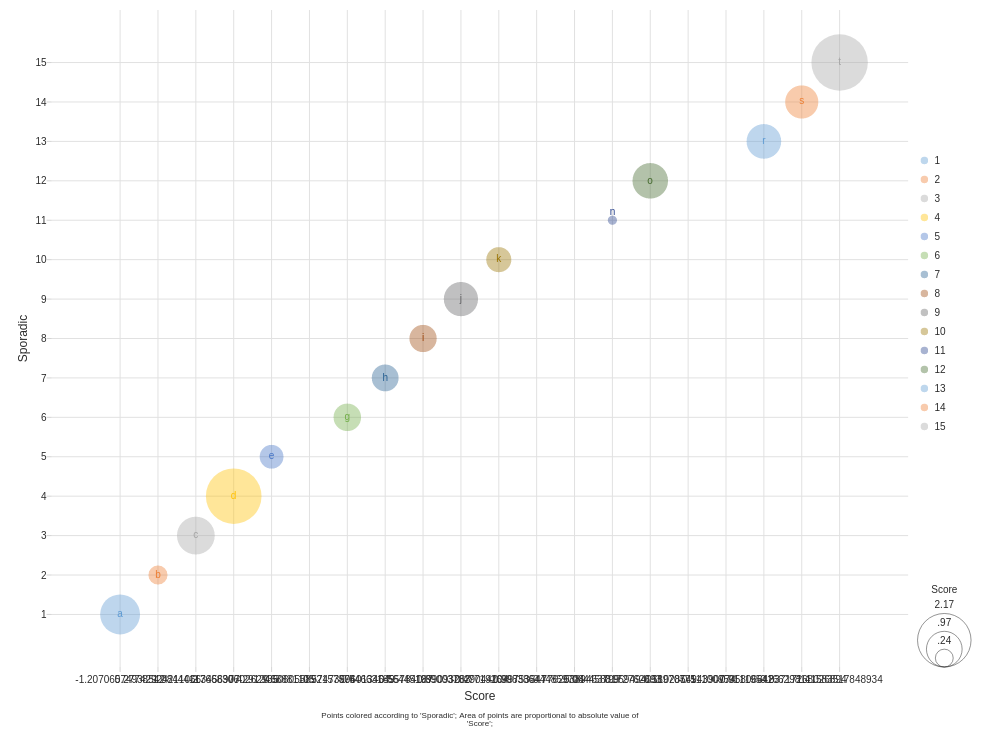 15
14
13
12
11
10
9
8
7
6
5
4
3
2
1
Sporadic
t
s
r
o
n
k
j
i
h
g
e
d
c
b
a
1
2
3
4
5
6
7
8
9
10
11
12
13
14
15
Score
2.17
.97
.24
Score
Points colored according to 'Sporadic'; Area of points are proportional to absolute value of
'Score';